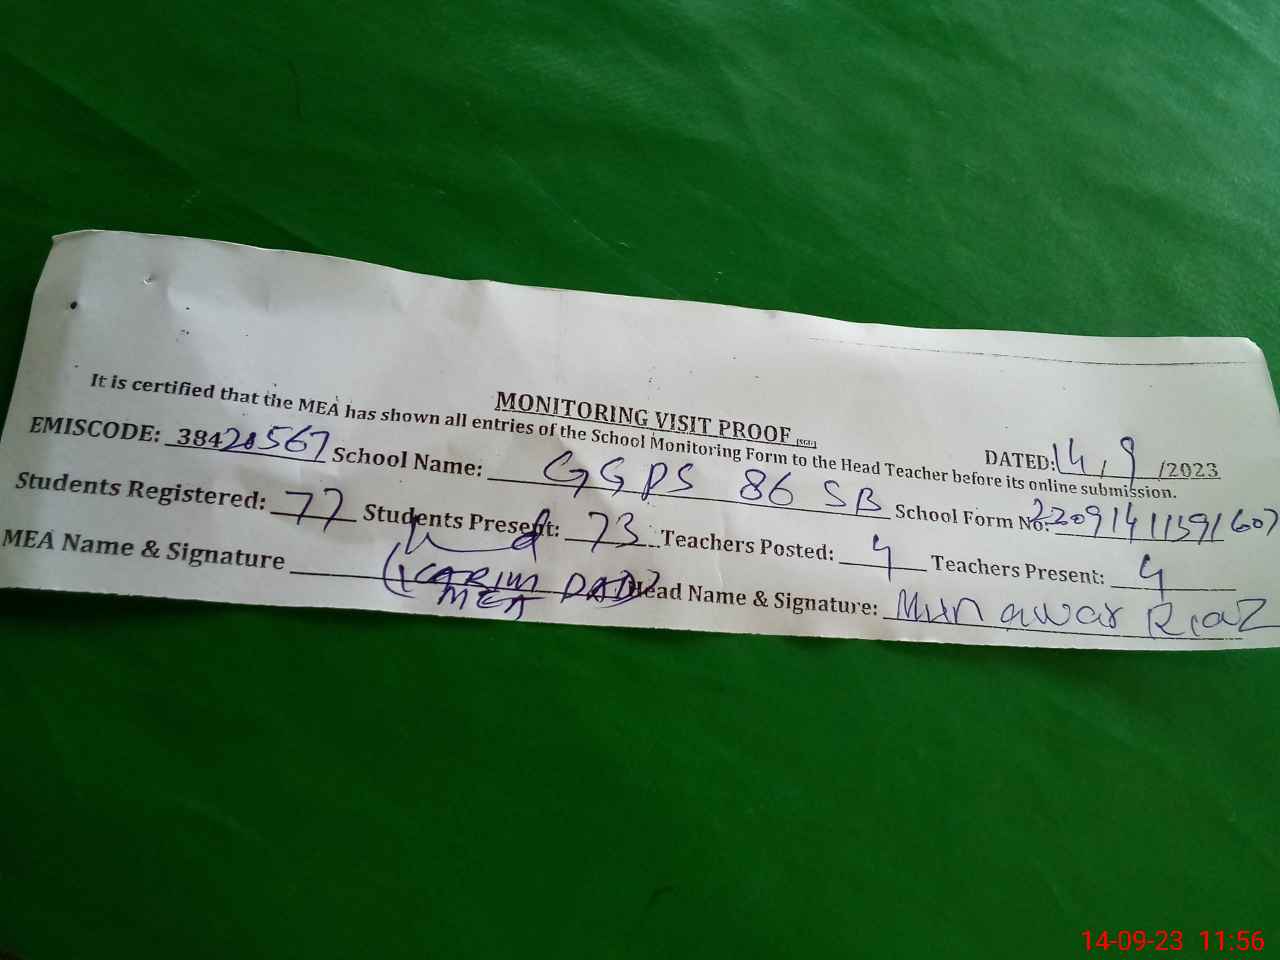 MONITORING VISIT PROOF [SGD]
DATED: 14 / 9 /2023
It is certified that the MEA has shown all entries of the School Monitoring Form to the Head Teacher before its online submission.
EMISCODE: 38420567 School Name: GGPS 86 SB School Form No: 22091411591607
Students Registered: 77 Students Present: 73 Teachers Posted: 4 Teachers Present: 4
MEA Name & Signature (KARIM DAD) Head Name & Signature: Munawar Riaz
MEA
14-09-23 11:56